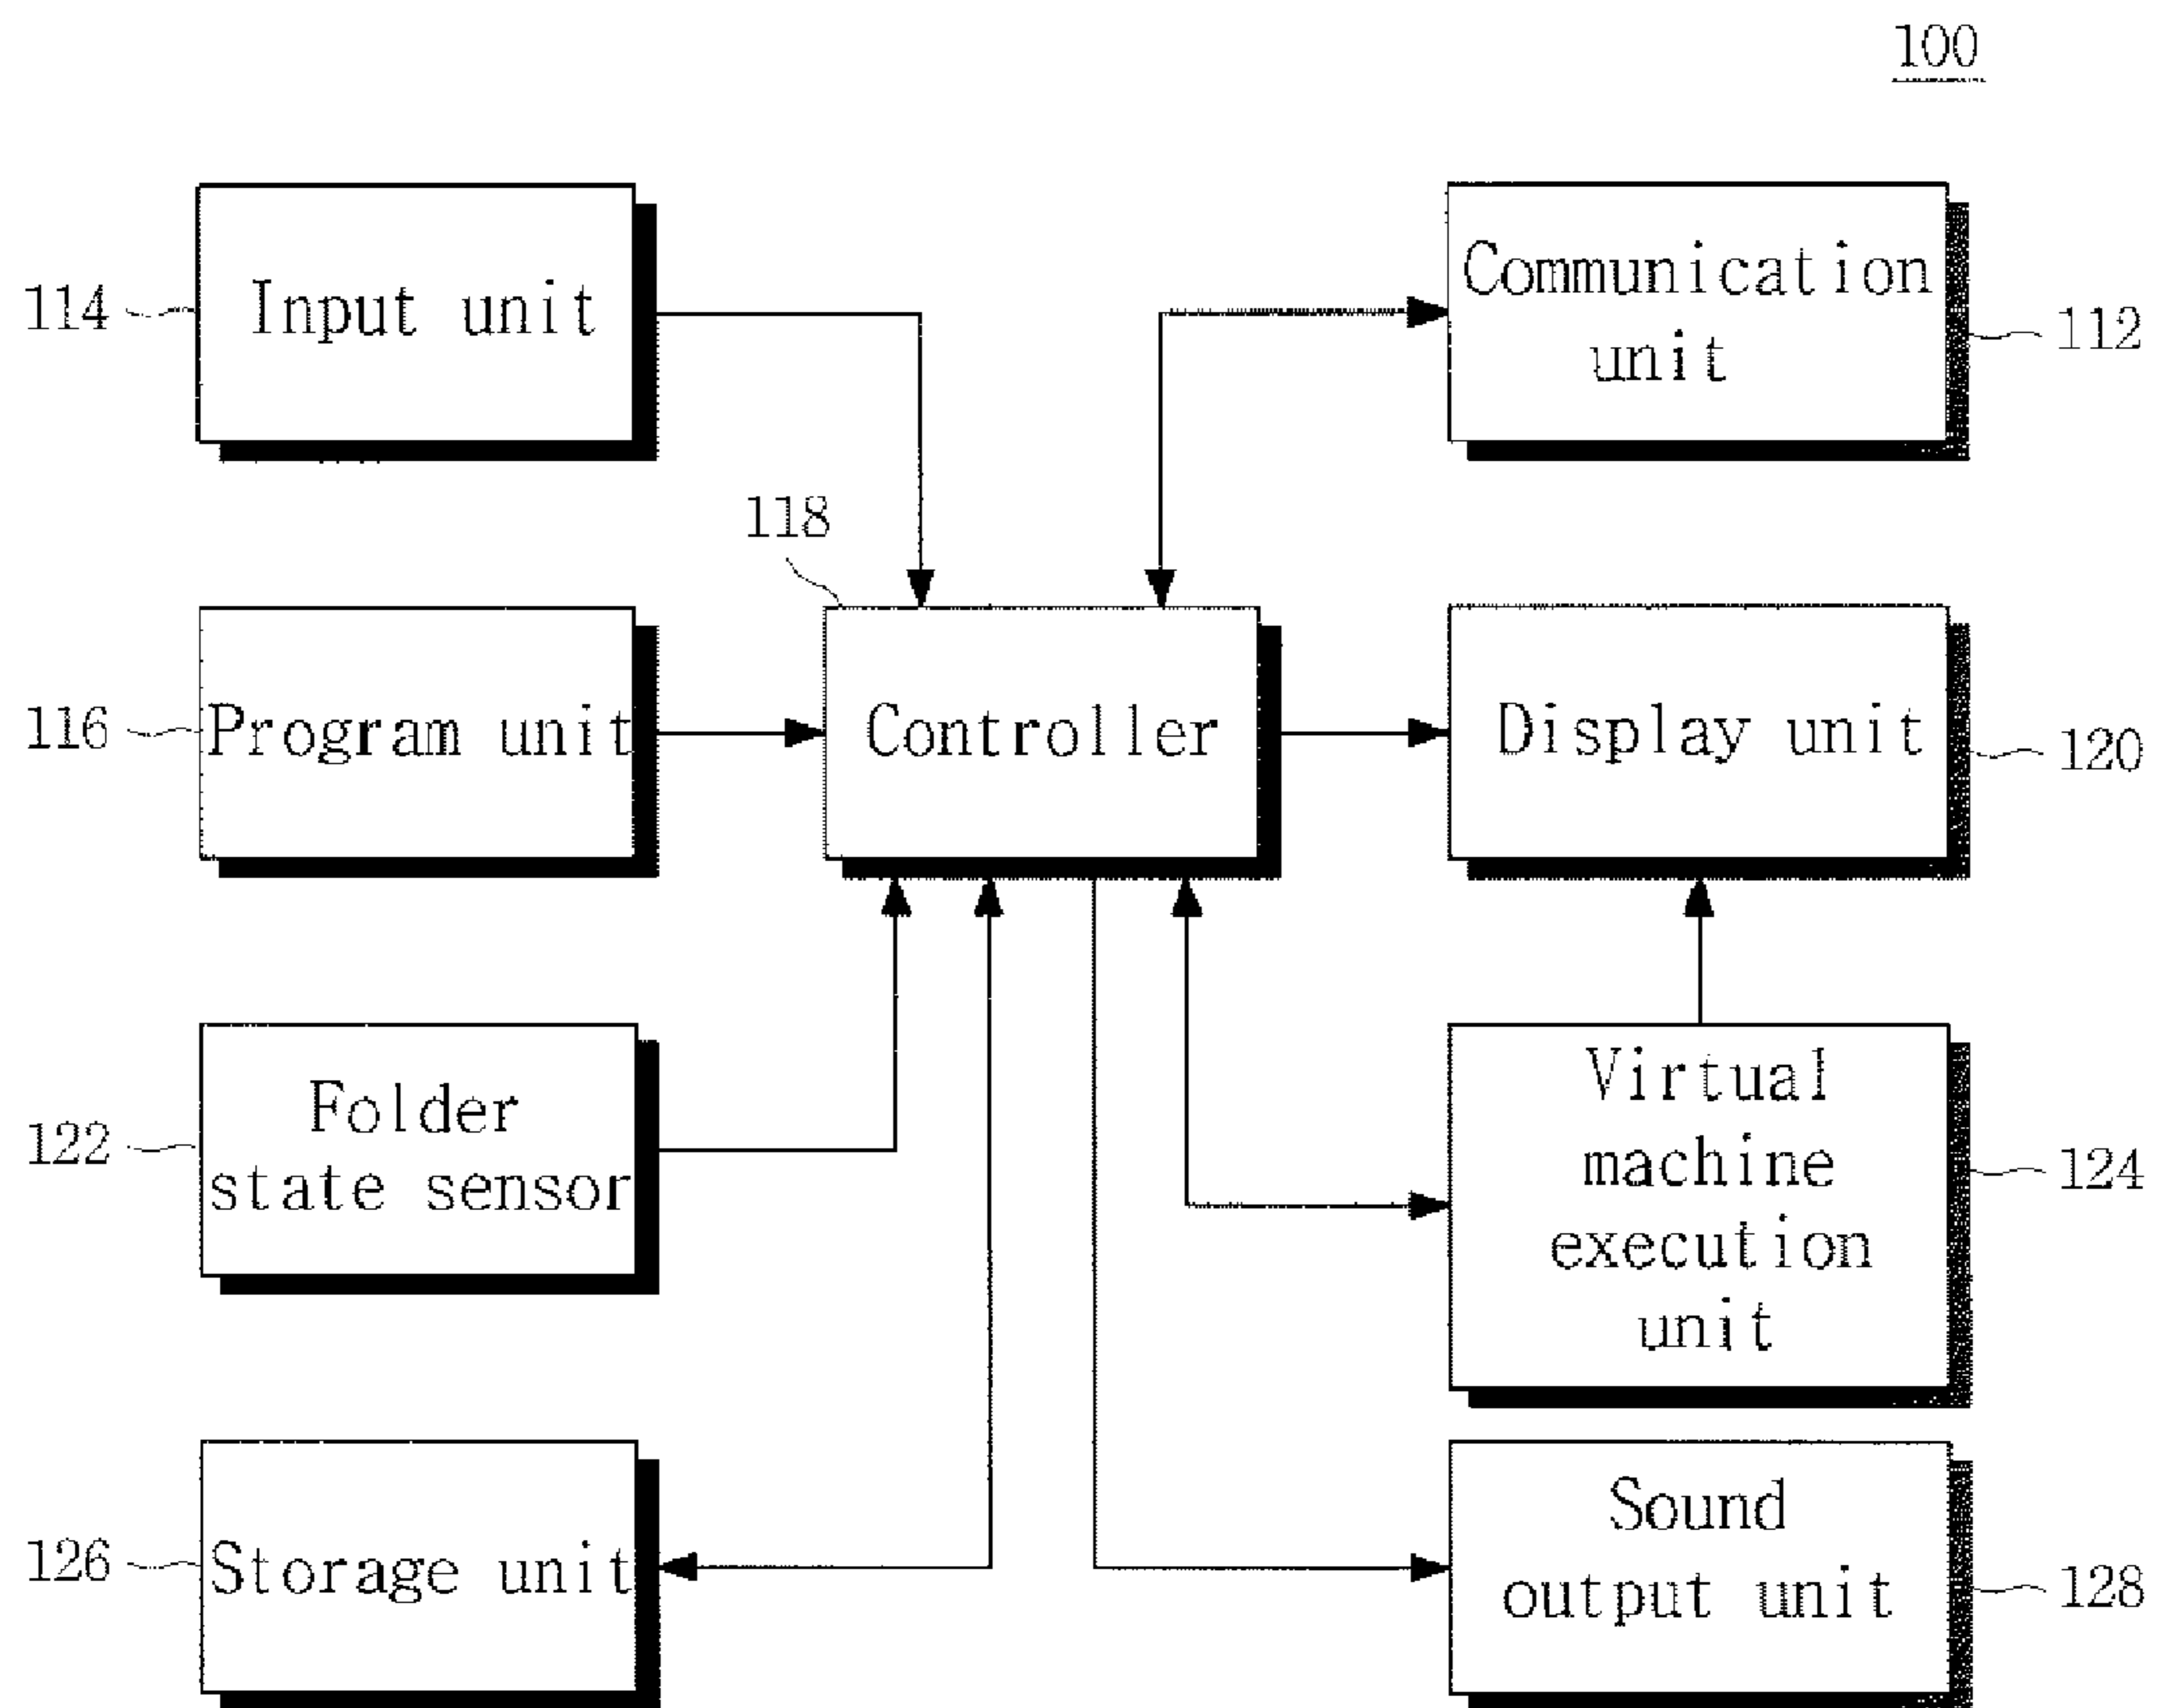 100
114
Input unit
Communication
unit
112
118
116
Program unit
Controller
Display unit
120
122
Folder
state sensor
Virtual
machine
execution
unit
124
126
Storage unit
Sound
output unit
128